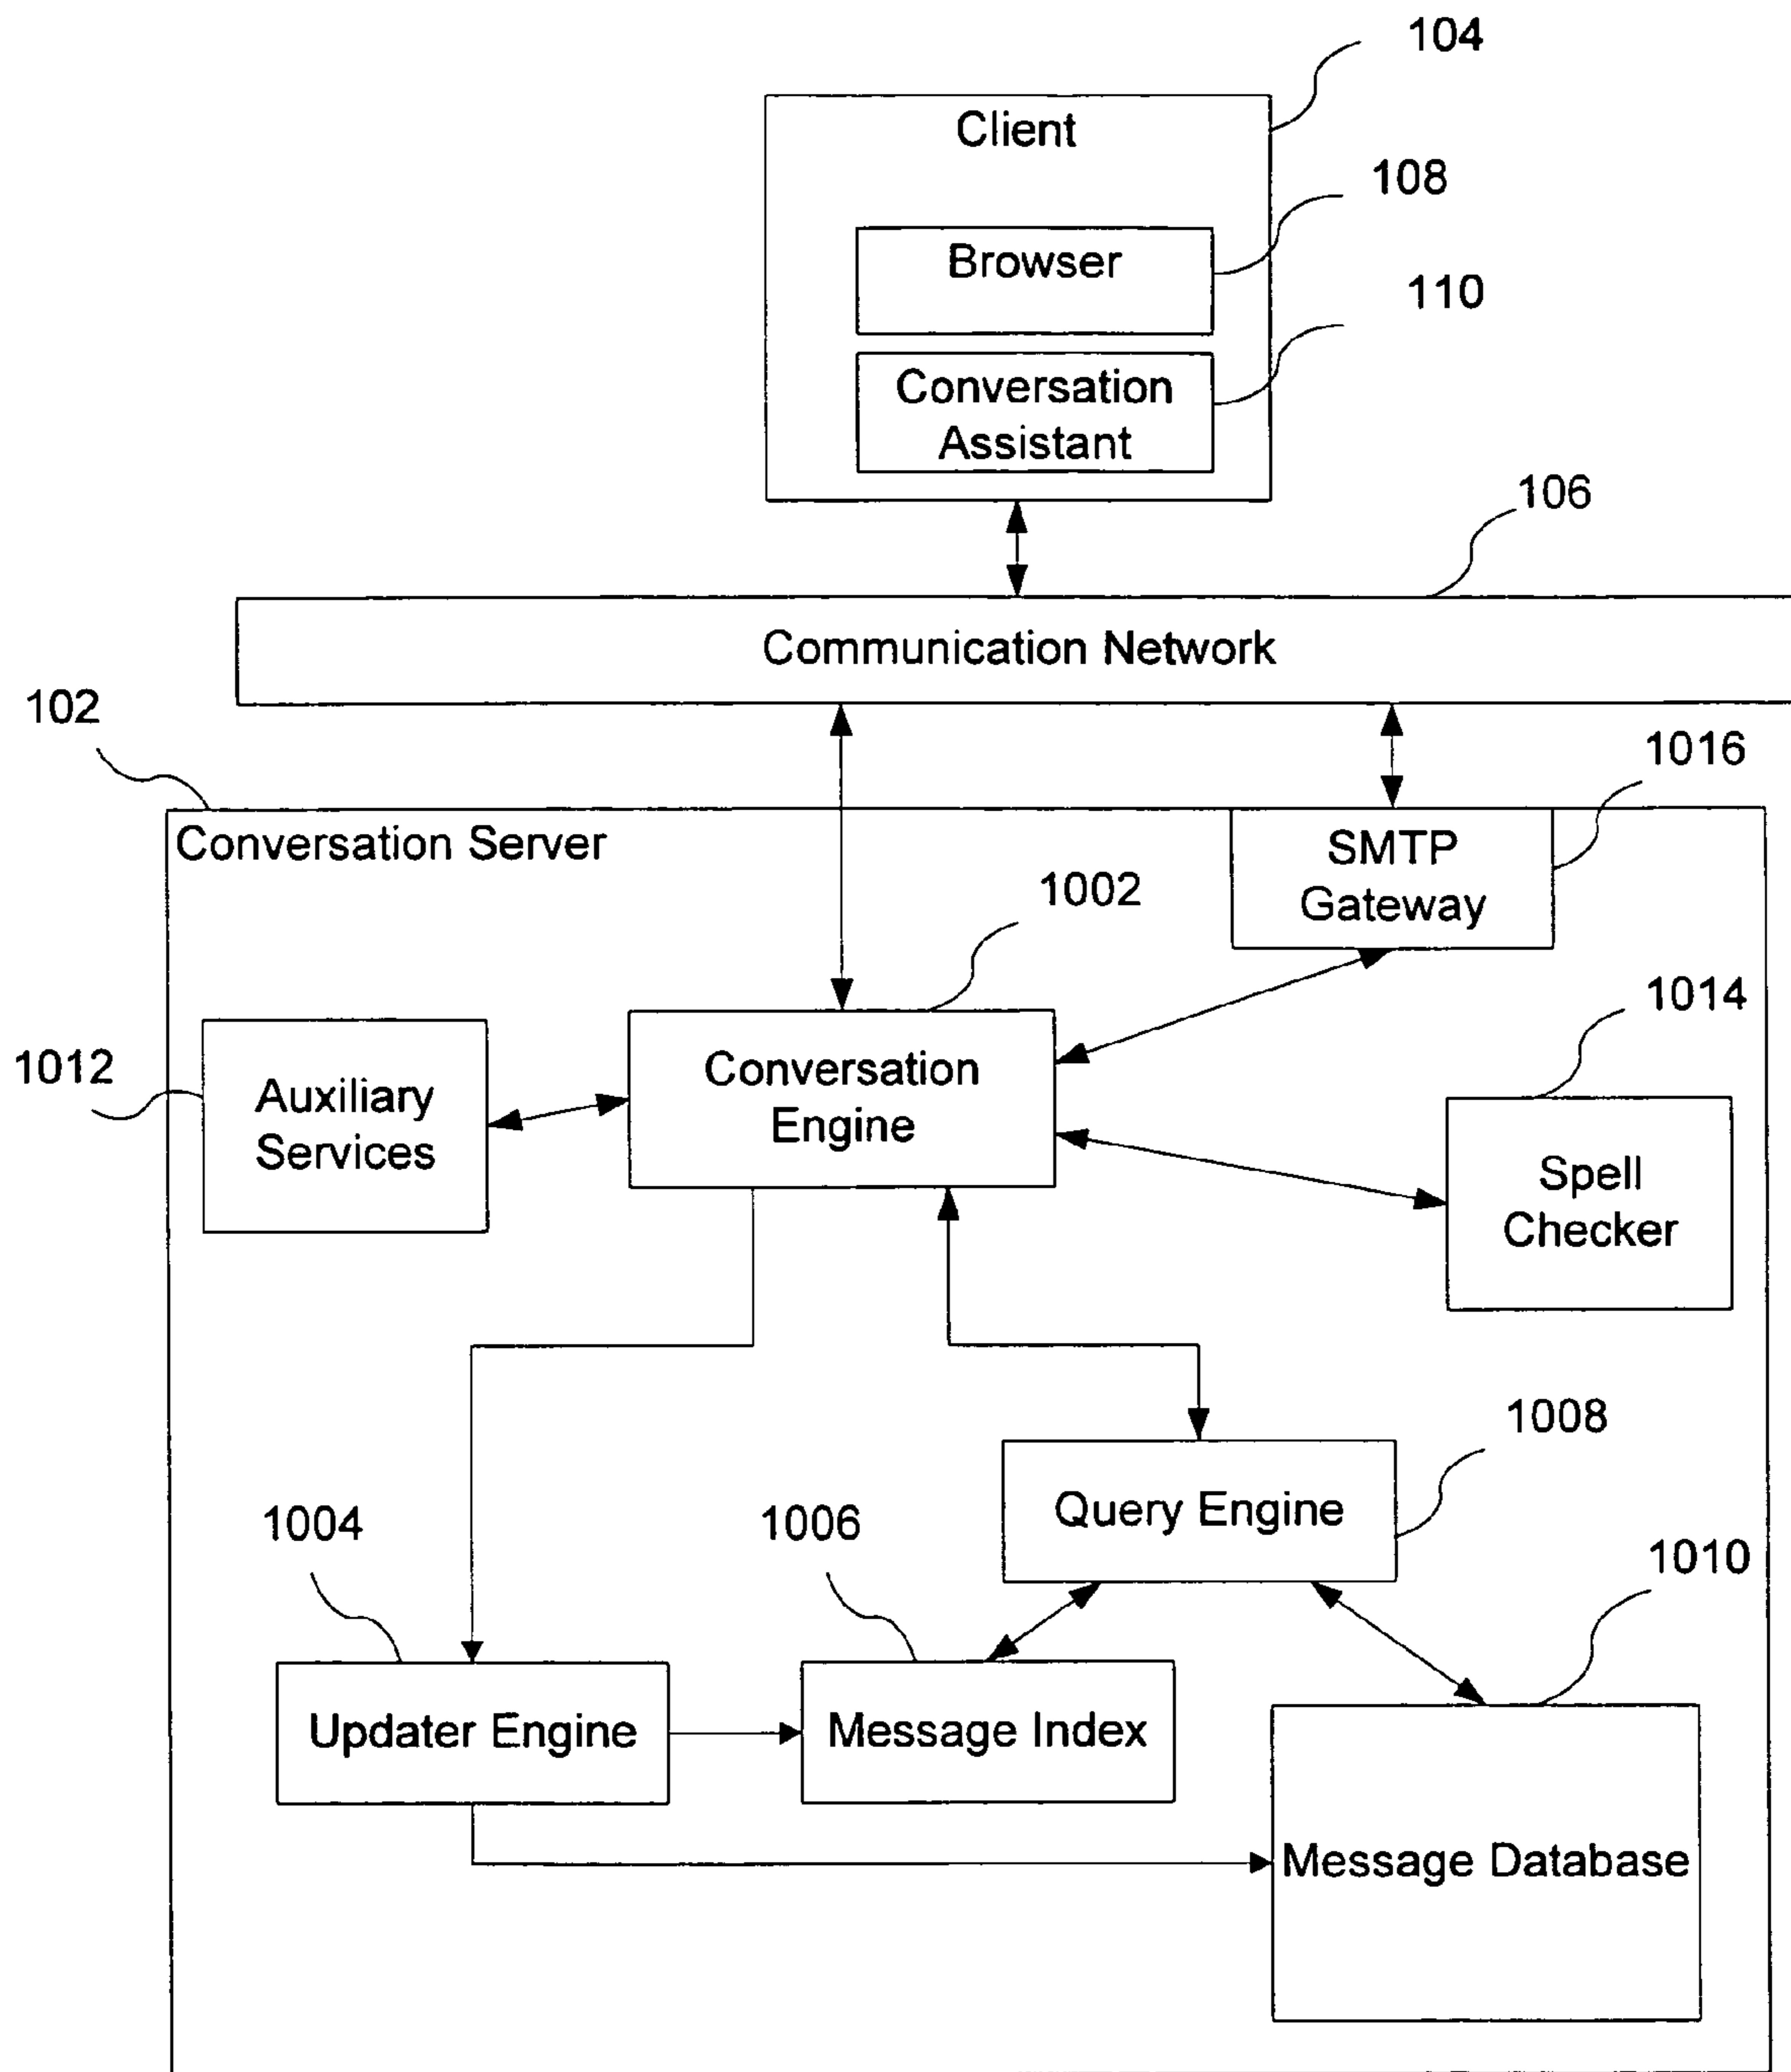 104
Client
108
Browser
110
Conversation
Assistant
106
Communication Network
102
1016
Conversation Server
SMTP
Gateway
1002
1014
1012
Auxiliary
Services
Conversation
Engine
Spell
Checker
1008
Query Engine
1004
1006
1010
Updater Engine
Message Index
Message Database